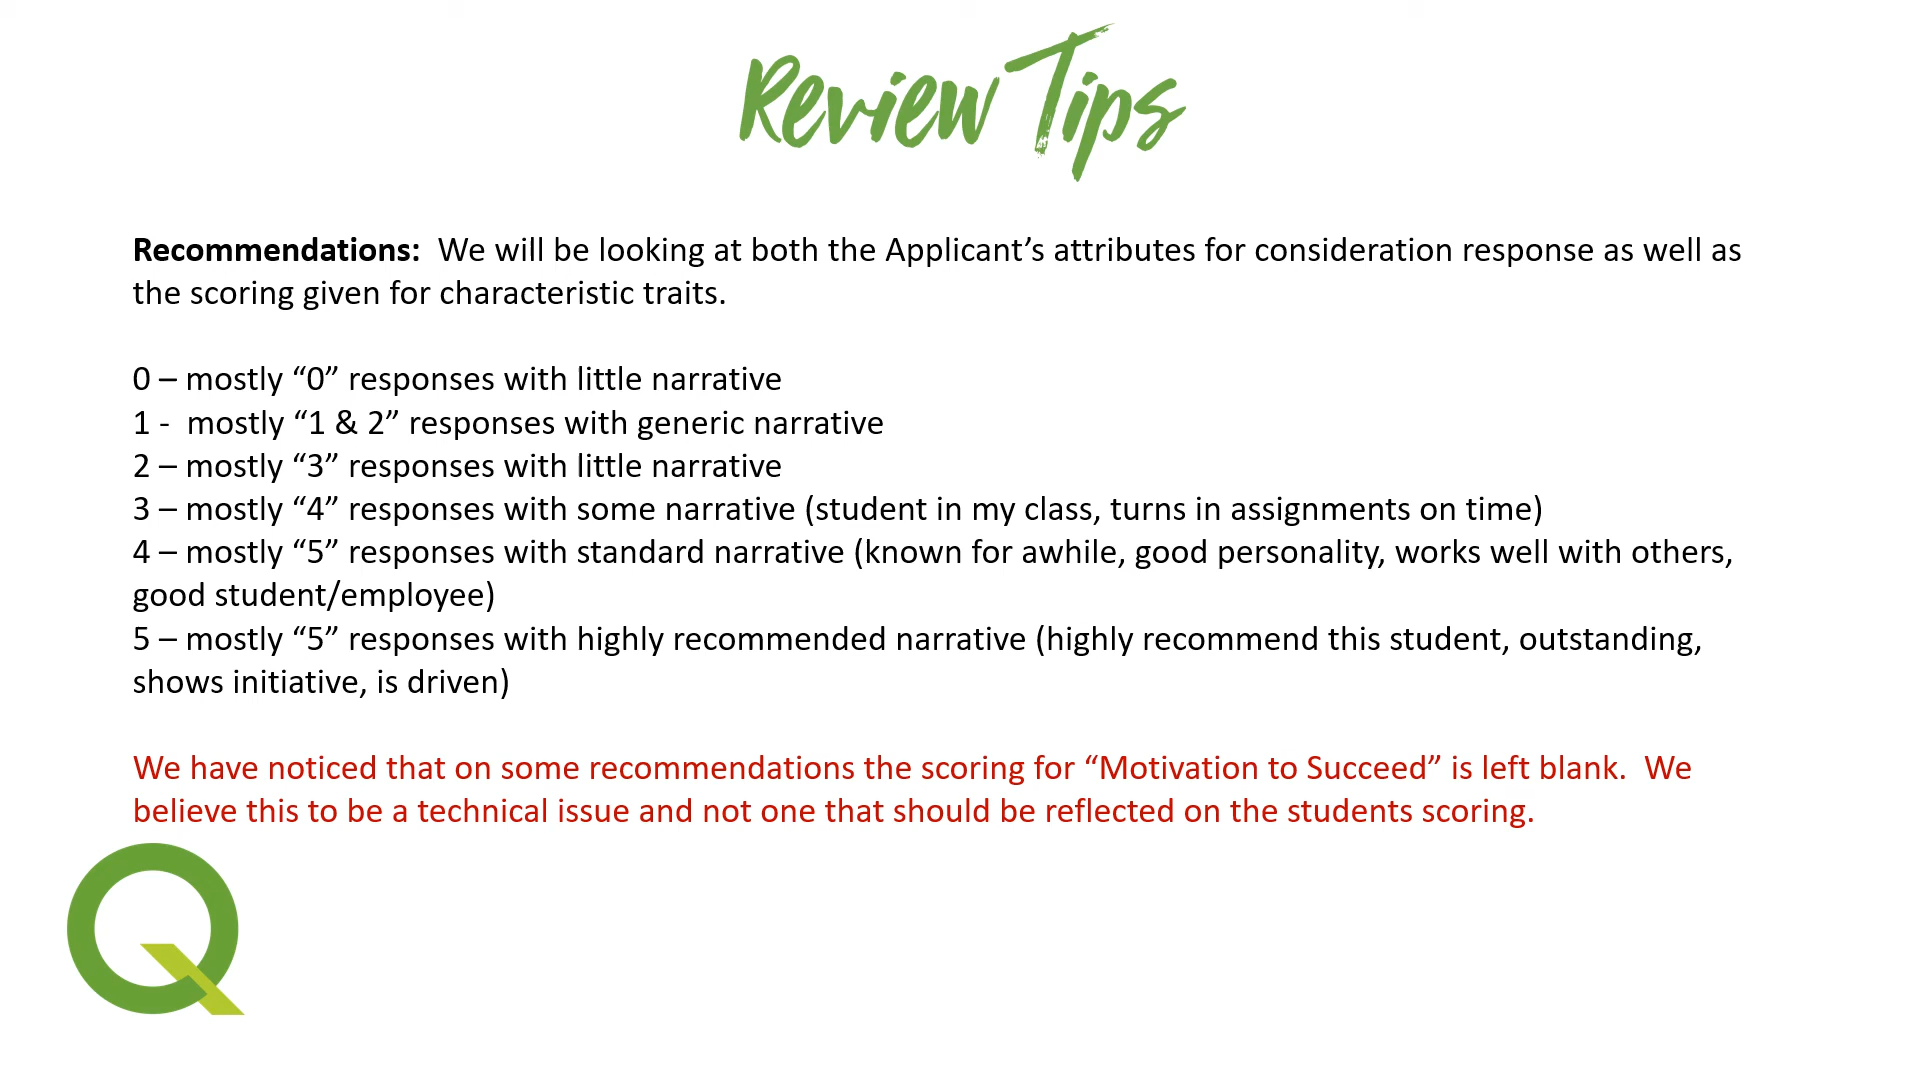 Review Tips
Recommendations:  We will be looking at both the Applicant’s attributes for consideration response as well as
the scoring given for characteristic traits.
0 – mostly “0” responses with little narrative
1 -  mostly “1 & 2” responses with generic narrative
2 – mostly “3” responses with little narrative
3 – mostly “4” responses with some narrative (student in my class, turns in assignments on time)
4 – mostly “5” responses with standard narrative (known for awhile, good personality, works well with others,
good student/employee)
5 – mostly “5” responses with highly recommended narrative (highly recommend this student, outstanding,
shows initiative, is driven)
We have noticed that on some recommendations the scoring for “Motivation to Succeed” is left blank.  We
believe this to be a technical issue and not one that should be reflected on the students scoring.
Q